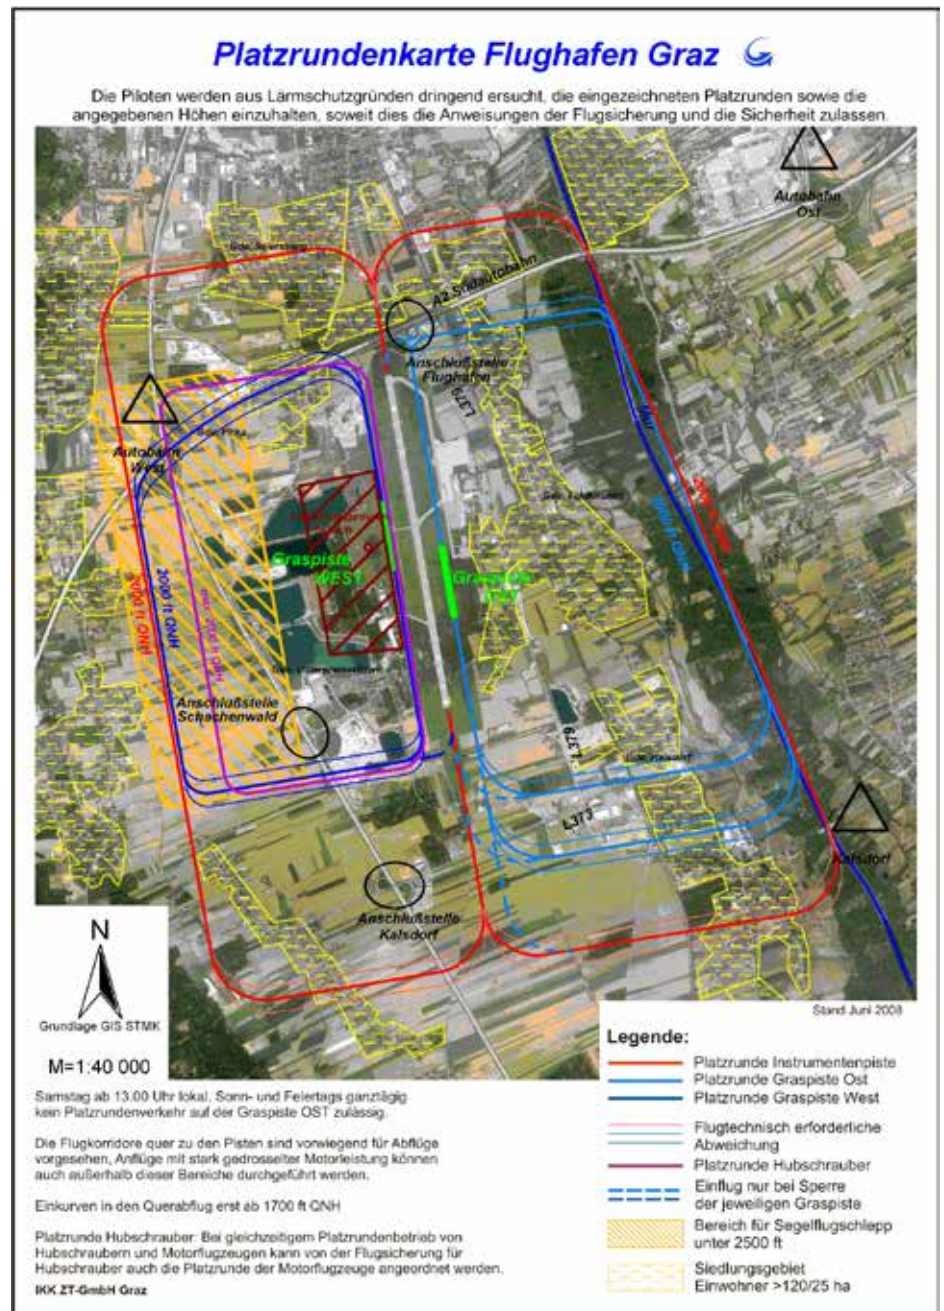 Platzrundenkarte Flughafen Graz
Die Piloten werden aus Lärmschutzgründen dringend ersucht, die eingezeichneten Platzrunden sowie die
angegebenen Höhen einzuhalten, soweit dies die Anweisungen der Flugsicherung und die Sicherheit zulassen.
Autobahn
Ost
A2 Südautobahn
Anschlußstelle
Flughafen
L379
Mur
Autobahn
West
Graspiste
WEST
Graspiste
2000 ft QNH
Anschlußstelle
Schachenwald
L379
L373
Kalsdorf
Anschlußstelle
Kalsdorf
N
Grundlage GIS STMK
M=1:40 000
Stand Juni 2008
Legende:
Platzrunde Instrumentenpiste
Platzrunde Graspiste Ost
Platzrunde Graspiste West
Flugtechnisch erforderliche
Abweichung
Platzrunde Hubschrauber
Einflug nur bei Sperre
der jeweiligen Graspiste
Bereich für Segelflugschlepp
unter 2500 ft
Siedlungsgebiet
Einwohner >120/25 ha
Samstag ab 13.00 Uhr lokal, Sonn- und Feiertags ganztägig
kein Platzrundenverkehr auf der Graspiste OST zulässig.
Die Flugkorridore quer zu den Pisten sind vorwiegend für Abflüge
vorgesehen, Anflüge mit stark gedrosselter Motorleistung können
auch außerhalb dieser Bereiche durchgeführt werden.
Einkurven in den Querabflug erst ab 1700 ft QNH
Platzrunde Hubschrauber: Bei gleichzeitigem Platzrundenbetrieb von
Hubschraubern und Motorflugzeugen kann von der Flugsicherung für
Hubschrauber auch die Platzrunde der Motorflugzeuge angeordnet werden.
IKK ZT-GmbH Graz